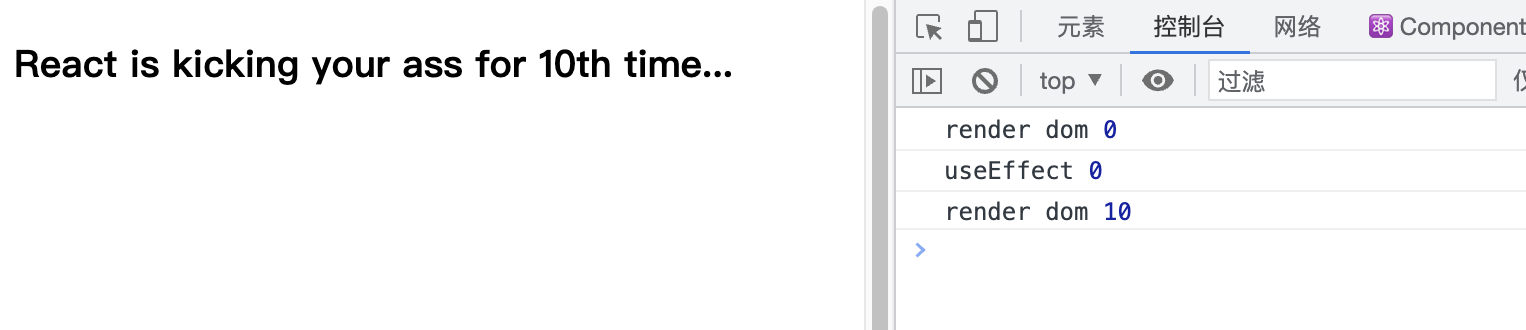 React is kicking your ass for 10th time...
元素 控制台 网络 Component
top 过滤
render dom 0
useEffect 0
render dom 10